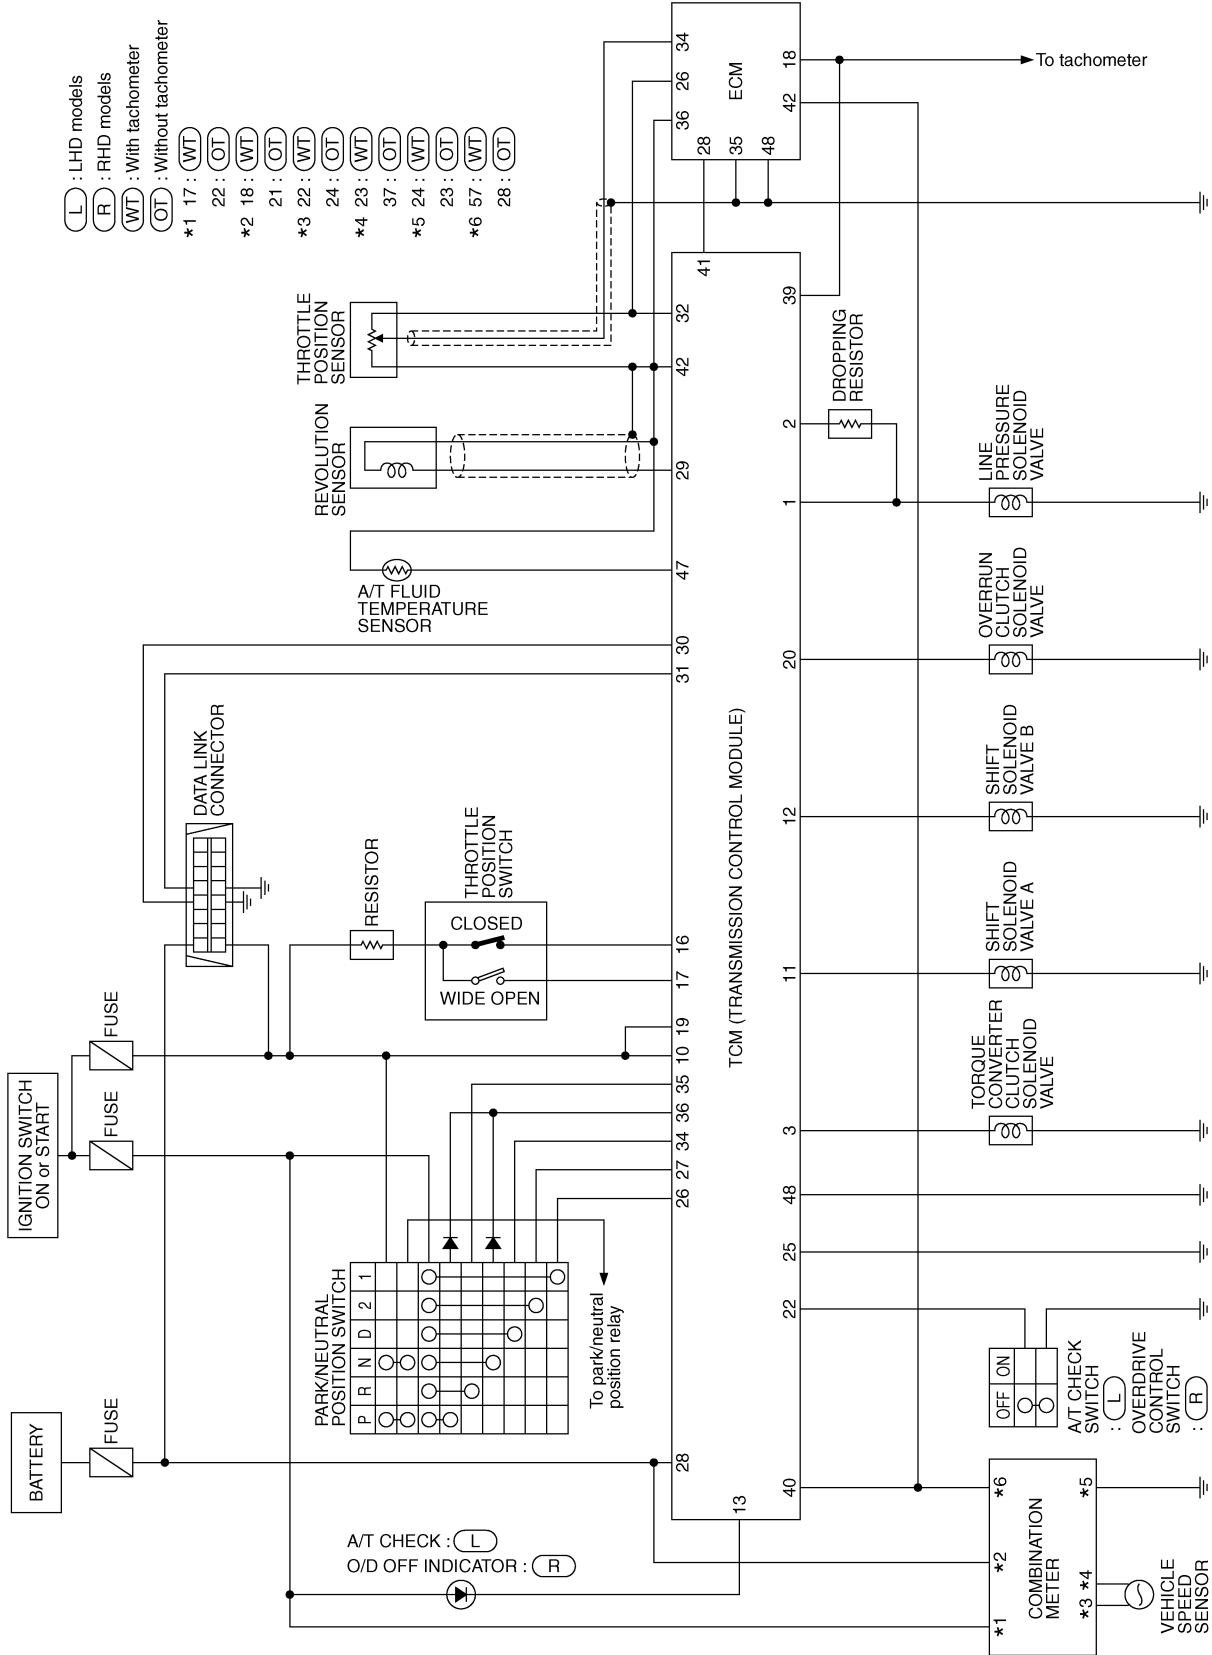 BATTERY
FUSE
IGNITION SWITCH
ON or START
FUSE
FUSE
L : LHD models
R : RHD models
WT : With tachometer
OT : Without tachometer
*1 17 : WT
22 : OT
*2 18 : WT
21 : OT
*3 22 : WT
24 : OT
*4 23 : WT
37 : OT
*5 24 : WT
23 : OT
*6 57 : WT
28 : OT
DATA LINK
CONNECTOR
A/T CHECK : L
O/D OFF INDICATOR : R
PARK/NEUTRAL
POSITION SWITCH
P R N D 2 1
To park/neutral
position relay
RESISTOR
THROTTLE
POSITION
SWITCH
CLOSED
WIDE OPEN
A/T FLUID
TEMPERATURE
SENSOR
REVOLUTION
SENSOR
THROTTLE
POSITION
SENSOR
28 26 27 34 36 35 10 19 17 16 31 30 47 29 42 32
36 26 34
13
TCM (TRANSMISSION CONTROL MODULE)
41
28
35
48
ECM
40 22 25 48 3 11 12 20 1 2 39
42 18
To tachometer
DROPPING
RESISTOR
*1 *2 *6
COMBINATION
METER
*3 *4 *5
VEHICLE
SPEED
SENSOR
OFF ON
A/T CHECK
SWITCH
: L
OVERDRIVE
CONTROL
SWITCH
: R
TORQUE
CONVERTER
CLUTCH
SOLENOID
VALVE
SHIFT
SOLENOID
VALVE A
SHIFT
SOLENOID
VALVE B
OVERRUN
CLUTCH
SOLENOID
VALVE
LINE
PRESSURE
SOLENOID
VALVE